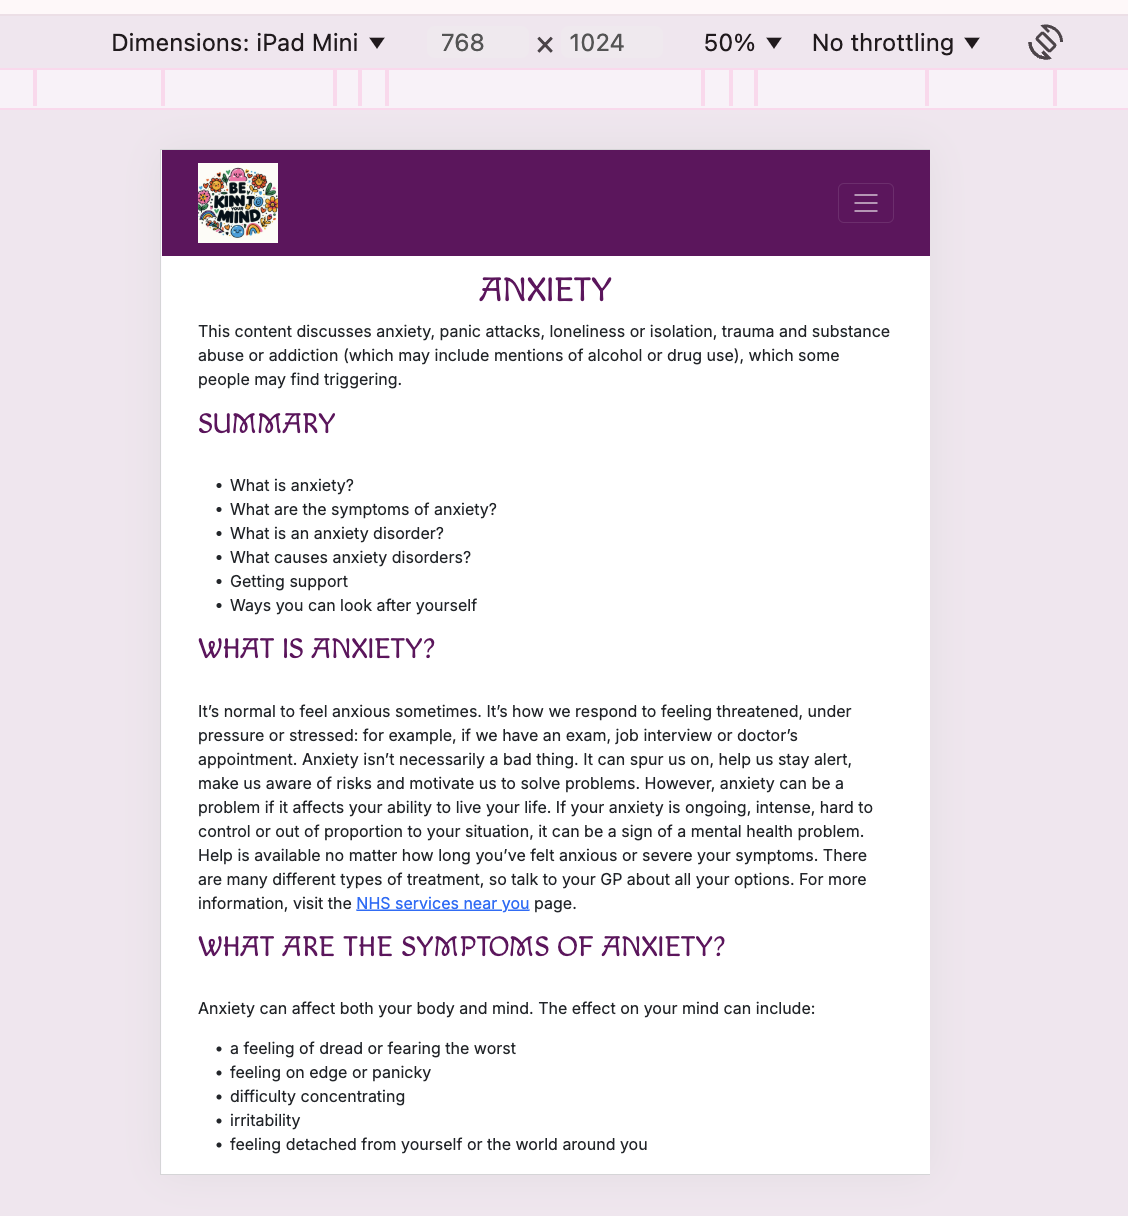 Dimensions: iPad Mini ▼ 768 × 1024 50% ▼ No throttling ▼
BE
KIND TO
YOUR
MIND
ANXIETY
This content discusses anxiety, panic attacks, loneliness or isolation, trauma and substance
abuse or addiction (which may include mentions of alcohol or drug use), which some
people may find triggering.
SUMMARY
• What is anxiety?
• What are the symptoms of anxiety?
• What is an anxiety disorder?
• What causes anxiety disorders?
• Getting support
• Ways you can look after yourself
WHAT IS ANXIETY?
It’s normal to feel anxious sometimes. It’s how we respond to feeling threatened, under
pressure or stressed: for example, if we have an exam, job interview or doctor’s
appointment. Anxiety isn’t necessarily a bad thing. It can spur us on, help us stay alert,
make us aware of risks and motivate us to solve problems. However, anxiety can be a
problem if it affects your ability to live your life. If your anxiety is ongoing, intense, hard to
control or out of proportion to your situation, it can be a sign of a mental health problem.
Help is available no matter how long you’ve felt anxious or severe your symptoms. There
are many different types of treatment, so talk to your GP about all your options. For more
information, visit the NHS services near you page.
WHAT ARE THE SYMPTOMS OF ANXIETY?
Anxiety can affect both your body and mind. The effect on your mind can include:
• a feeling of dread or fearing the worst
• feeling on edge or panicky
• difficulty concentrating
• irritability
• feeling detached from yourself or the world around you